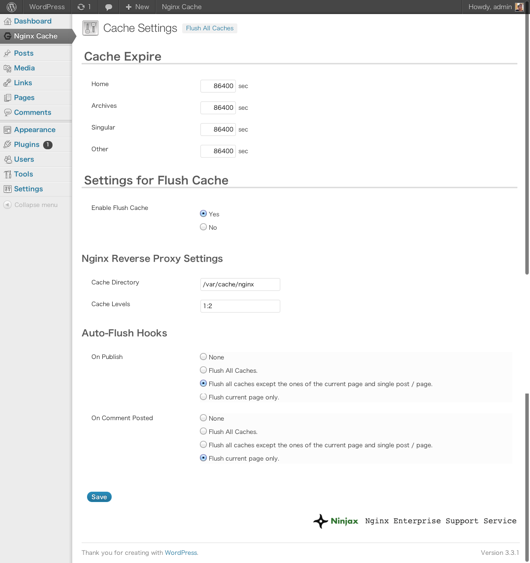 WordPress 1 New Nginx Cache Howdy, admin
Dashboard
Nginx Cache
Posts
Media
Links
Pages
Comments
Appearance
Plugins 1
Users
Tools
Settings
Collapse menu
Cache Settings Flush All Caches
Cache Expire
Home 86400 sec
Archives 86400 sec
Singular 86400 sec
Other 86400 sec
Settings for Flush Cache
Enable Flush Cache
Yes
No
Nginx Reverse Proxy Settings
Cache Directory /var/cache/nginx
Cache Levels 1:2
Auto-Flush Hooks
On Publish None
Flush All Caches.
Flush all caches except the ones of the current page and single post / page.
Flush current page only.
On Comment Posted None
Flush All Caches.
Flush all caches except the ones of the current page and single post / page.
Flush current page only.
Save
Ninjax Nginx Enterprise Support Service
Thank you for creating with WordPress. Version 3.3.1